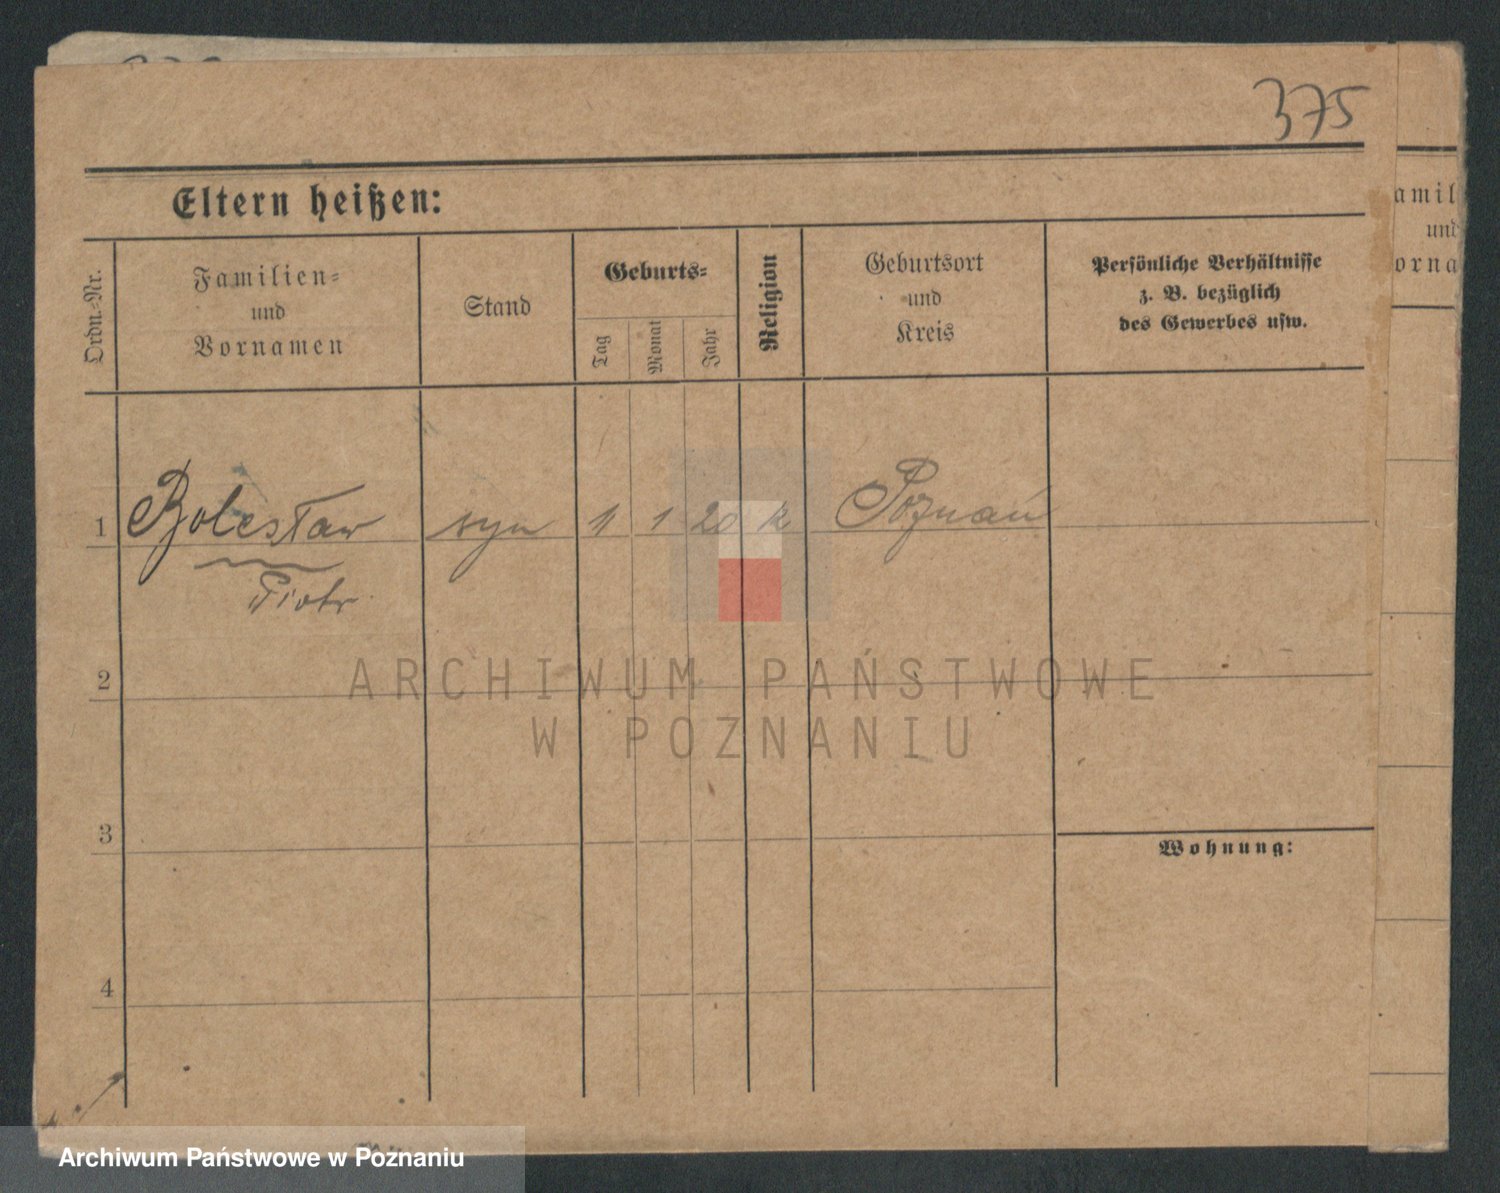 375
Eltern heißen:
Ordn.-Nr.
Familien-
und
Vornamen
Stand
Geburts-
Tag
Monat
Jahr
Religion
Geburtsort
und
Kreis
Persönliche Verhältnisse
z. B. bezüglich
des Gewerbes usw.
1 Bolesław syn 11 1 20 k Poznań
Piotr
2
3
4
Wohnung:
amil
und
orna
ARCHIWUM PAŃSTWOWE
W POZNANIU
Archiwum Państwowe w Poznaniu